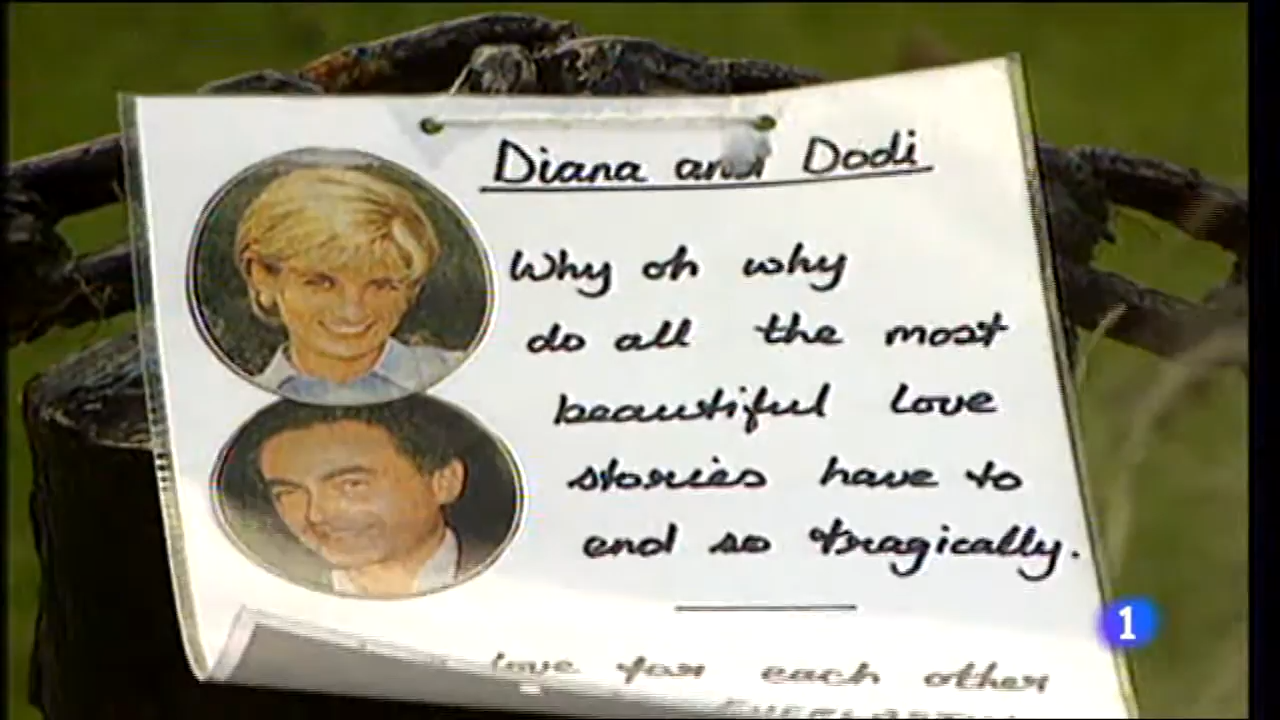 Diana and Dodi
Why oh why
do all the most
beautiful love
stories have to
end so tragically.
love for each other
1